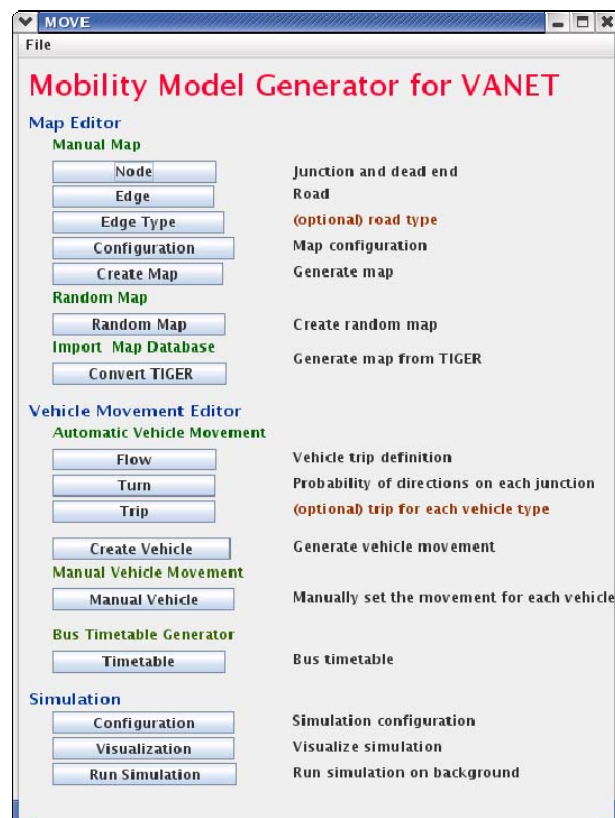 MOVE
File
Mobility Model Generator for VANET
Map Editor
Manual Map
Node Junction and dead end
Edge Road
Edge Type (optional) road type
Configuration Map configuration
Create Map Generate map
Random Map
Random Map Create random map
Import Map Database
Generate map from TIGER
Convert TIGER
Vehicle Movement Editor
Automatic Vehicle Movement
Flow Vehicle trip definition
Turn Probability of directions on each junction
Trip (optional) trip for each vehicle type
Create Vehicle Generate vehicle movement
Manual Vehicle Movement
Manual Vehicle Manually set the movement for each vehicle
Bus Timetable Generator
Timetable Bus timetable
Simulation
Configuration Simulation configuration
Visualization Visualize simulation
Run Simulation Run simulation on background